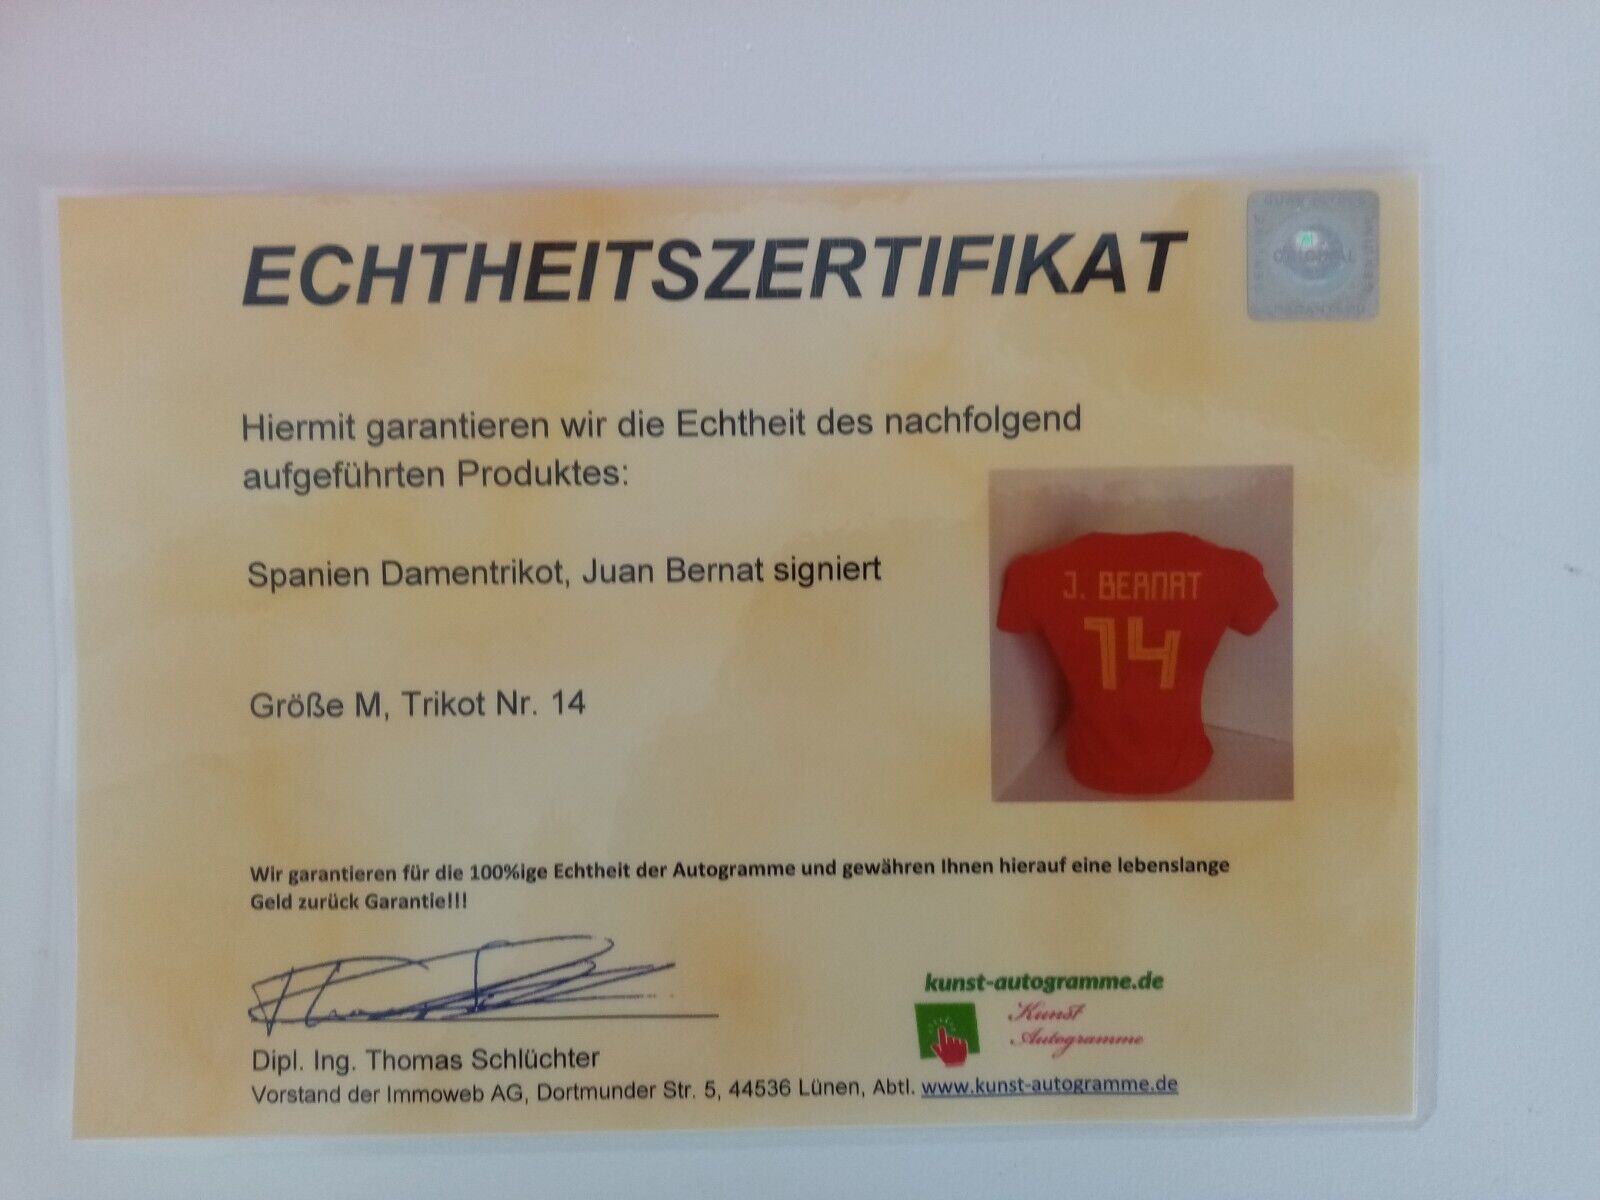 ECHTHEITSZERTIFIKAT
ORIGINAL
Hiermit garantieren wir die Echtheit des nachfolgend
aufgeführten Produktes:
Spanien Damentrikot, Juan Bernat signiert
J. BERNAT
14
Größe M, Trikot Nr. 14
Wir garantieren für die 100%ige Echtheit der Autogramme und gewähren Ihnen hierauf eine lebenslange
Geld zurück Garantie!!!
kunst-autogramme.de
Kunst
Autogramme
Dipl. Ing. Thomas Schlüchter
Vorstand der Immoweb AG, Dortmunder Str. 5, 44536 Lünen, Abtl. www.kunst-autogramme.de